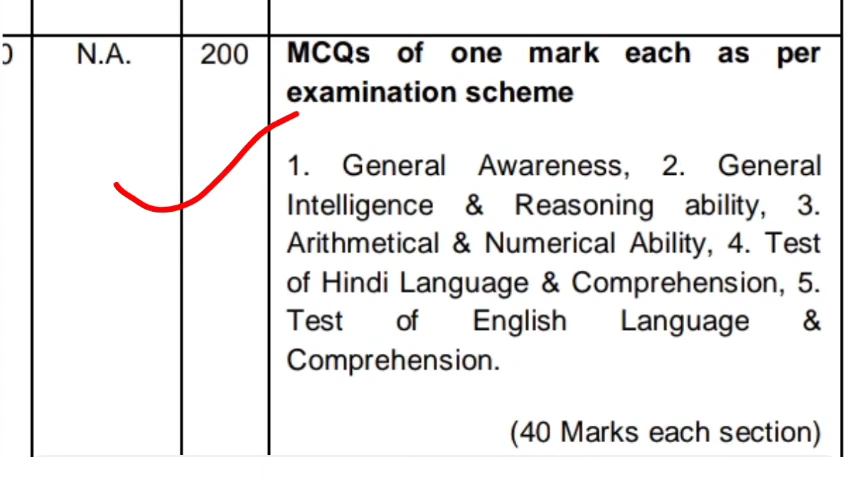 N.A.
200
MCQs of one mark each as per
examination scheme
1. General Awareness, 2. General
Intelligence & Reasoning ability, 3.
Arithmetical & Numerical Ability, 4. Test
of Hindi Language & Comprehension, 5.
Test of English Language &
Comprehension.
(40 Marks each section)